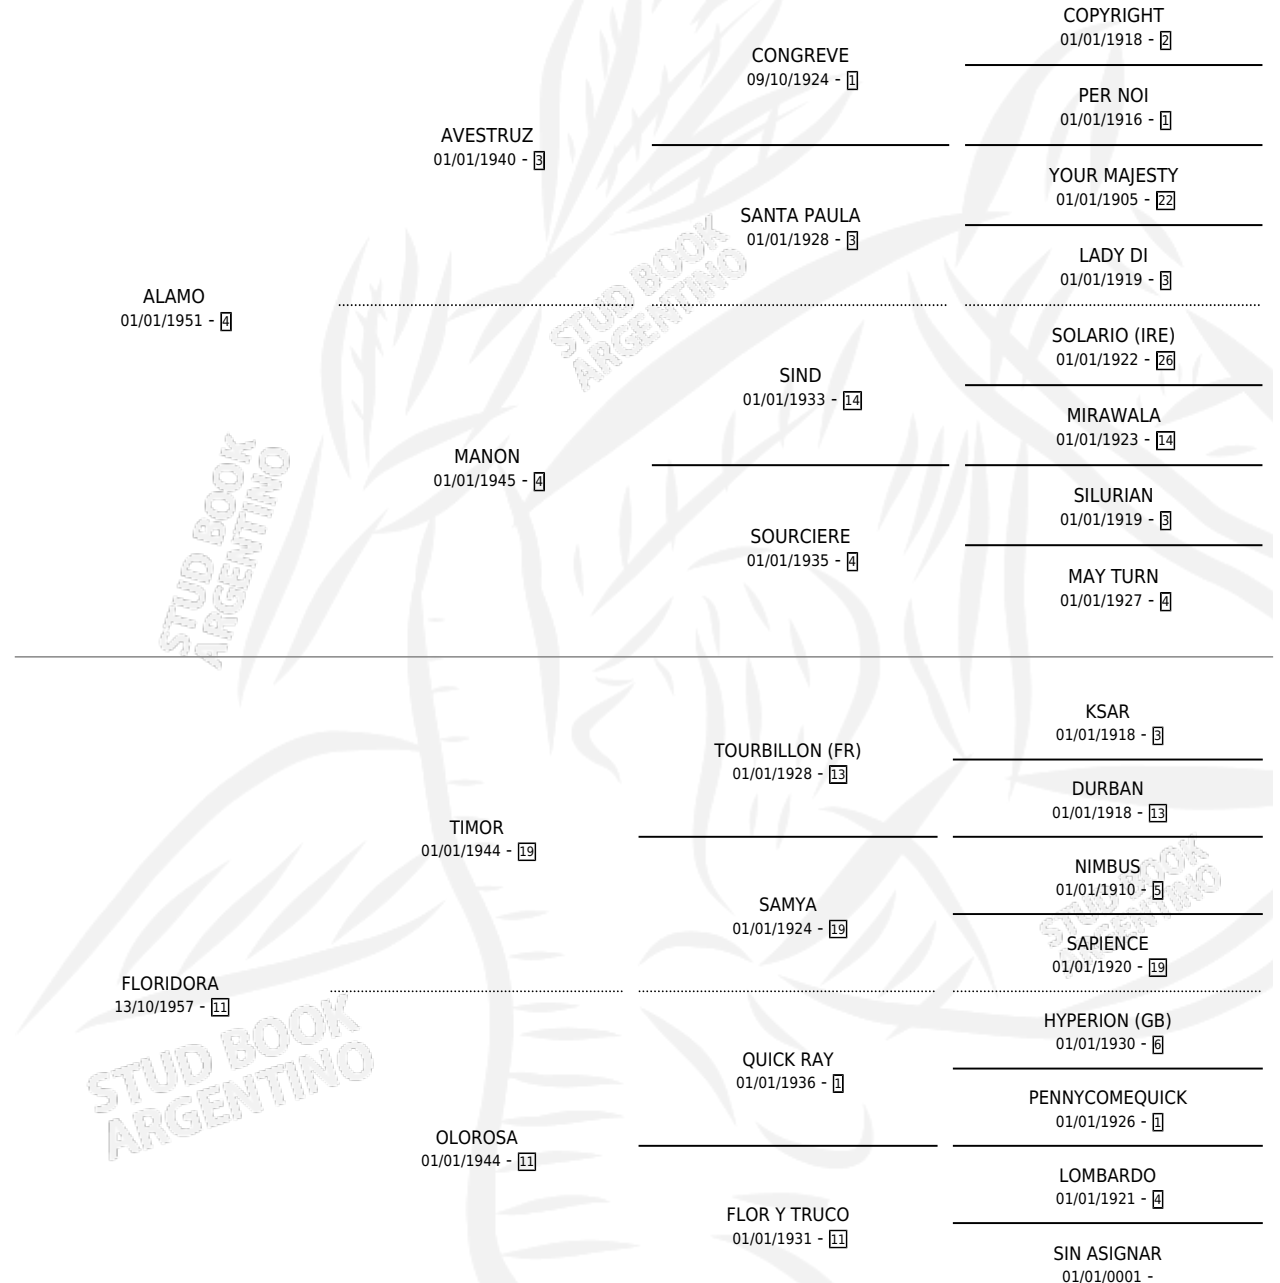 COPYRIGHT
01/01/1918 - 2
CONGREVE
09/10/1924 - 1
PER NOI
01/01/1916 - 1
AVESTRUZ
01/01/1940 - 3
YOUR MAJESTY
01/01/1905 - 22
SANTA PAULA
01/01/1928 - 3
LADY DI
01/01/1919 - 3
ALAMO
01/01/1951 - 4
STUD BOOK
ARGENTINO
SOLARIO (IRE)
01/01/1922 - 26
SIND
01/01/1933 - 14
MIRAWALA
01/01/1923 - 14
MANON
01/01/1945 - 4
SILURIAN
01/01/1919 - 3
SOURCIERE
01/01/1935 - 4
MAY TURN
01/01/1927 - 4
STUD BOOK
ARGENTINO
KSAR
01/01/1918 - 3
TOURBILLON (FR)
01/01/1928 - 13
DURBAN
01/01/1918 - 13
TIMOR
01/01/1944 - 19
NIMBUS
01/01/1910 - 5
SAMYA
01/01/1924 - 19
SAPIENCE
01/01/1920 - 19
STUD BOOK
ARGENTINO
FLORIDORA
13/10/1957 - 11
HYPERION (GB)
01/01/1930 - 6
QUICK RAY
01/01/1936 - 1
PENNYCOMEQUICK
01/01/1926 - 1
STUD BOOK
ARGENTINO
OLOROSA
01/01/1944 - 11
LOMBARDO
01/01/1921 - 4
FLOR Y TRUCO
01/01/1931 - 11
SIN ASIGNAR
01/01/0001 -